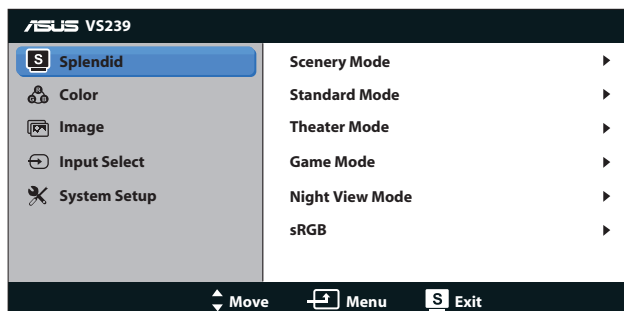 ASUS VS239
S Splendid
Color
Image
Input Select
System Setup
Scenery Mode
Standard Mode
Theater Mode
Game Mode
Night View Mode
sRGB
Move Menu S Exit